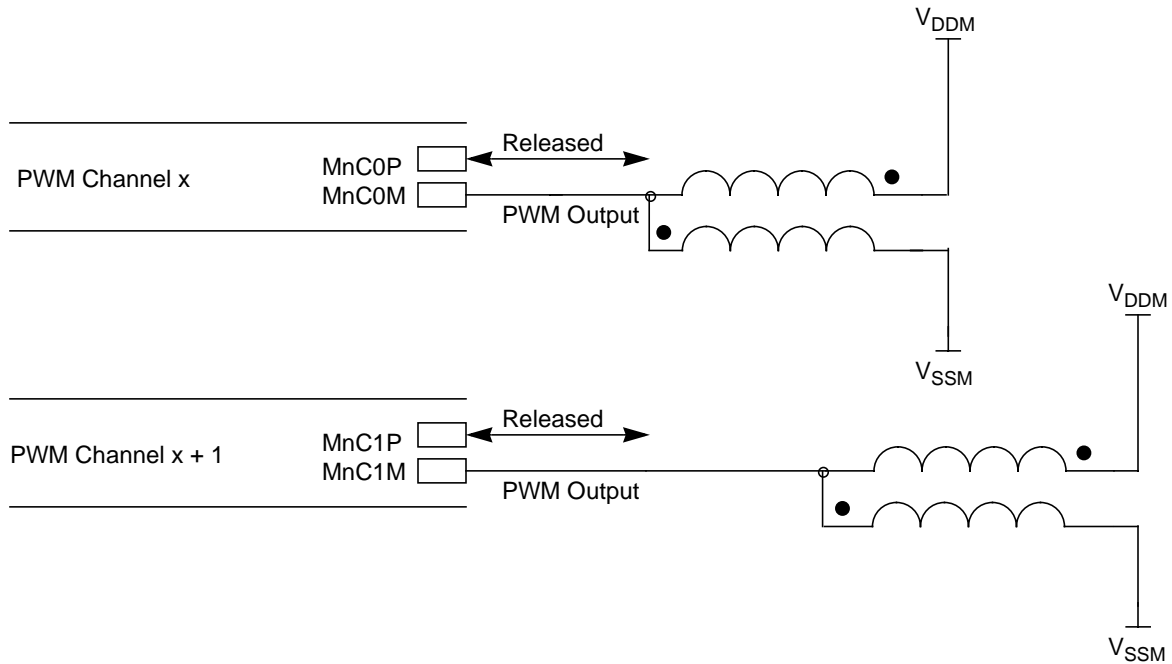 VDDM
Released
MnC0P
PWM Channel x
MnC0M
PWM Output
VDDM
VSSM
Released
MnC1P
PWM Channel x + 1
MnC1M
PWM Output
VSSM